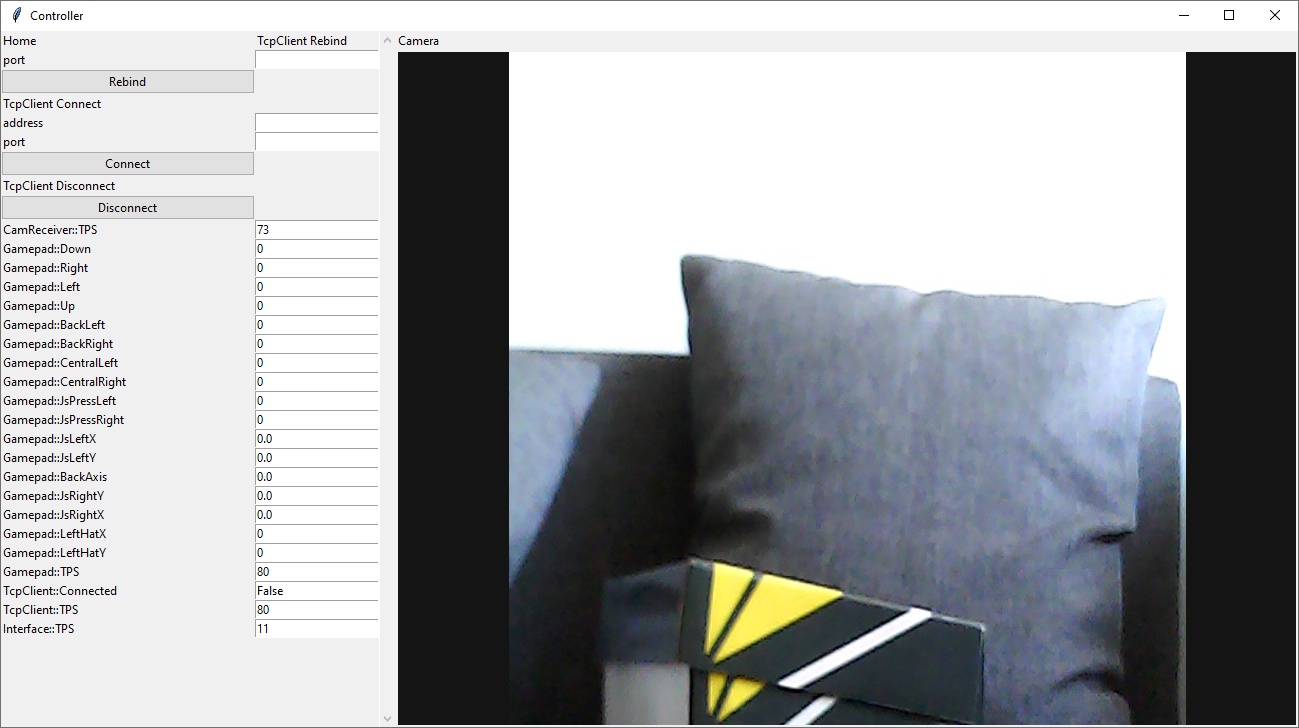 Controller
Home TcpClient Rebind
Camera
port
Rebind
TcpClient Connect
address
port
Connect
TcpClient Disconnect
Disconnect
CamReceiver::TPS 73
Gamepad::Down 0
Gamepad::Right 0
Gamepad::Left 0
Gamepad::Up 0
Gamepad::BackLeft 0
Gamepad::BackRight 0
Gamepad::CentralLeft 0
Gamepad::CentralRight 0
Gamepad::JsPressLeft 0
Gamepad::JsPressRight 0
Gamepad::JsLeftX 0.0
Gamepad::JsLeftY 0.0
Gamepad::BackAxis 0.0
Gamepad::JsRightY 0.0
Gamepad::JsRightX 0.0
Gamepad::LeftHatX 0
Gamepad::LeftHatY 0
Gamepad::TPS 80
TcpClient::Connected False
TcpClient::TPS 80
Interface::TPS 11